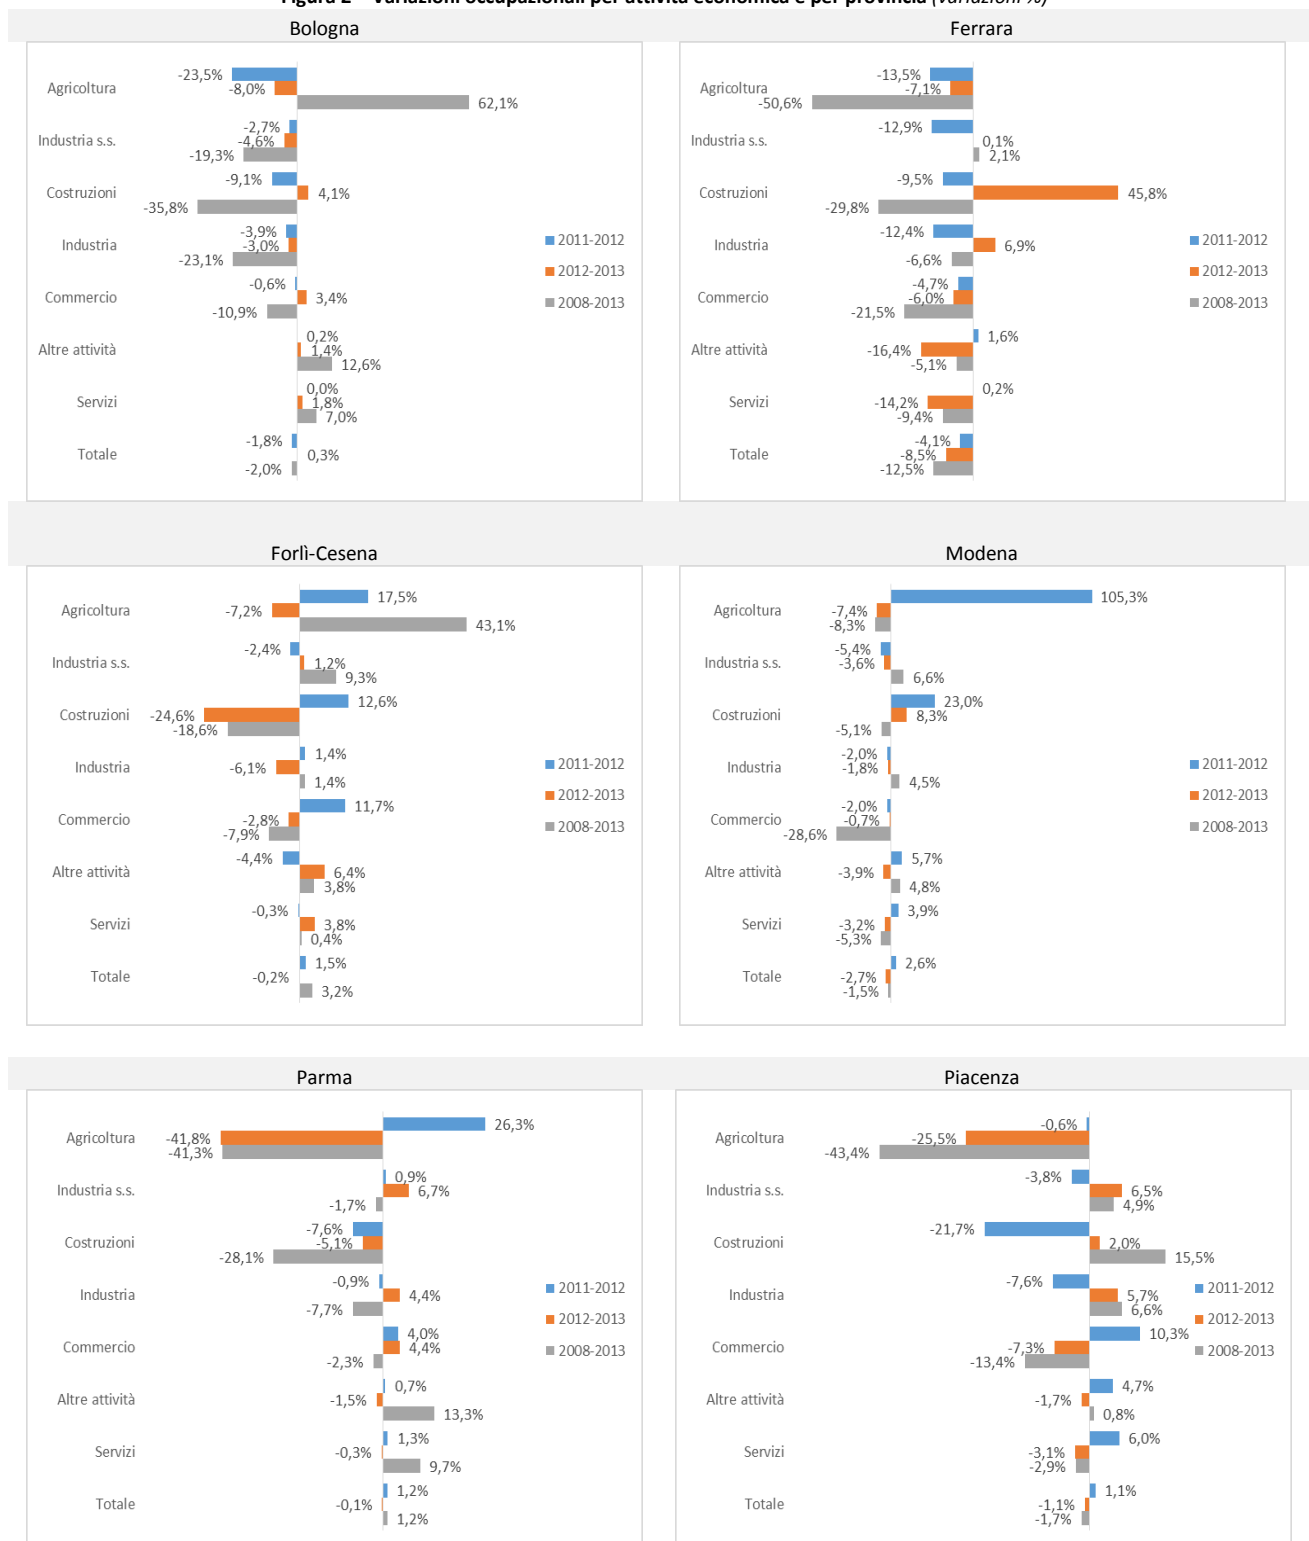 Figura 2 – Variazioni occupazionali per attività economica e per provincia (variazioni %)
Bologna
Agricoltura -23,5% -8,0% 62,1%
Industria s.s. -2,7% -4,6% -19,3%
Costruzioni -9,1% 4,1% -35,8%
Industria -3,9% -3,0% -23,1%
Commercio -0,6% 3,4% -10,9%
Altre attività 0,2% 1,4% 12,6%
Servizi 0,0% 1,8% 7,0%
Totale -1,8% 0,3% -2,0%
2011-2012
2012-2013
2008-2013
Ferrara
Agricoltura -13,5% -7,1% -50,6%
Industria s.s. -12,9% 0,1% 2,1%
Costruzioni -9,5% 45,8% -29,8%
Industria -12,4% 6,9% -6,6%
Commercio -4,7% -6,0% -21,5%
Altre attività 1,6% -16,4% -5,1%
Servizi 0,2% -14,2% -9,4%
Totale -4,1% -8,5% -12,5%
2011-2012
2012-2013
2008-2013
Forlì-Cesena
Agricoltura 17,5% -7,2% 43,1%
Industria s.s. -2,4% 1,2% 9,3%
Costruzioni 12,6% -24,6% -18,6%
Industria 1,4% -6,1% 1,4%
Commercio 11,7% -2,8% -7,9%
Altre attività -4,4% 6,4% 3,8%
Servizi -0,3% 3,8% 0,4%
Totale 1,5% -0,2% 3,2%
2011-2012
2012-2013
2008-2013
Modena
Agricoltura 105,3% -7,4% -8,3%
Industria s.s. -5,4% -3,6% 6,6%
Costruzioni 23,0% 8,3% -5,1%
Industria -2,0% -1,8% 4,5%
Commercio -2,0% -0,7% -28,6%
Altre attività 5,7% -3,9% 4,8%
Servizi 3,9% -3,2% -5,3%
Totale 2,6% -2,7% -1,5%
2011-2012
2012-2013
2008-2013
Parma
Agricoltura 26,3% -41,8% -41,3%
Industria s.s. 0,9% 6,7% -1,7%
Costruzioni -7,6% -5,1% -28,1%
Industria -0,9% 4,4% -7,7%
Commercio 4,0% 4,4% -2,3%
Altre attività 0,7% -1,5% 13,3%
Servizi 1,3% -0,3% 9,7%
Totale 1,2% -0,1% 1,2%
2011-2012
2012-2013
2008-2013
Piacenza
Agricoltura -0,6% -25,5% -43,4%
Industria s.s. -3,8% 6,5% 4,9%
Costruzioni -21,7% 2,0% 15,5%
Industria -7,6% 5,7% 6,6%
Commercio 10,3% -7,3% -13,4%
Altre attività 4,7% -1,7% 0,8%
Servizi 6,0% -3,1% -2,9%
Totale 1,1% -1,1% -1,7%
2011-2012
2012-2013
2008-2013